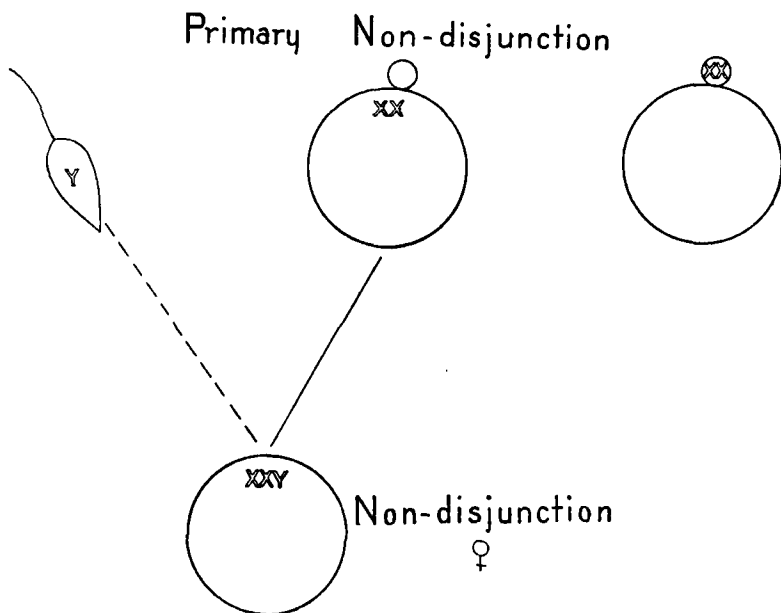 Primary Non-disjunction
XX
XX
Y
XXY
Non-disjunction
♀